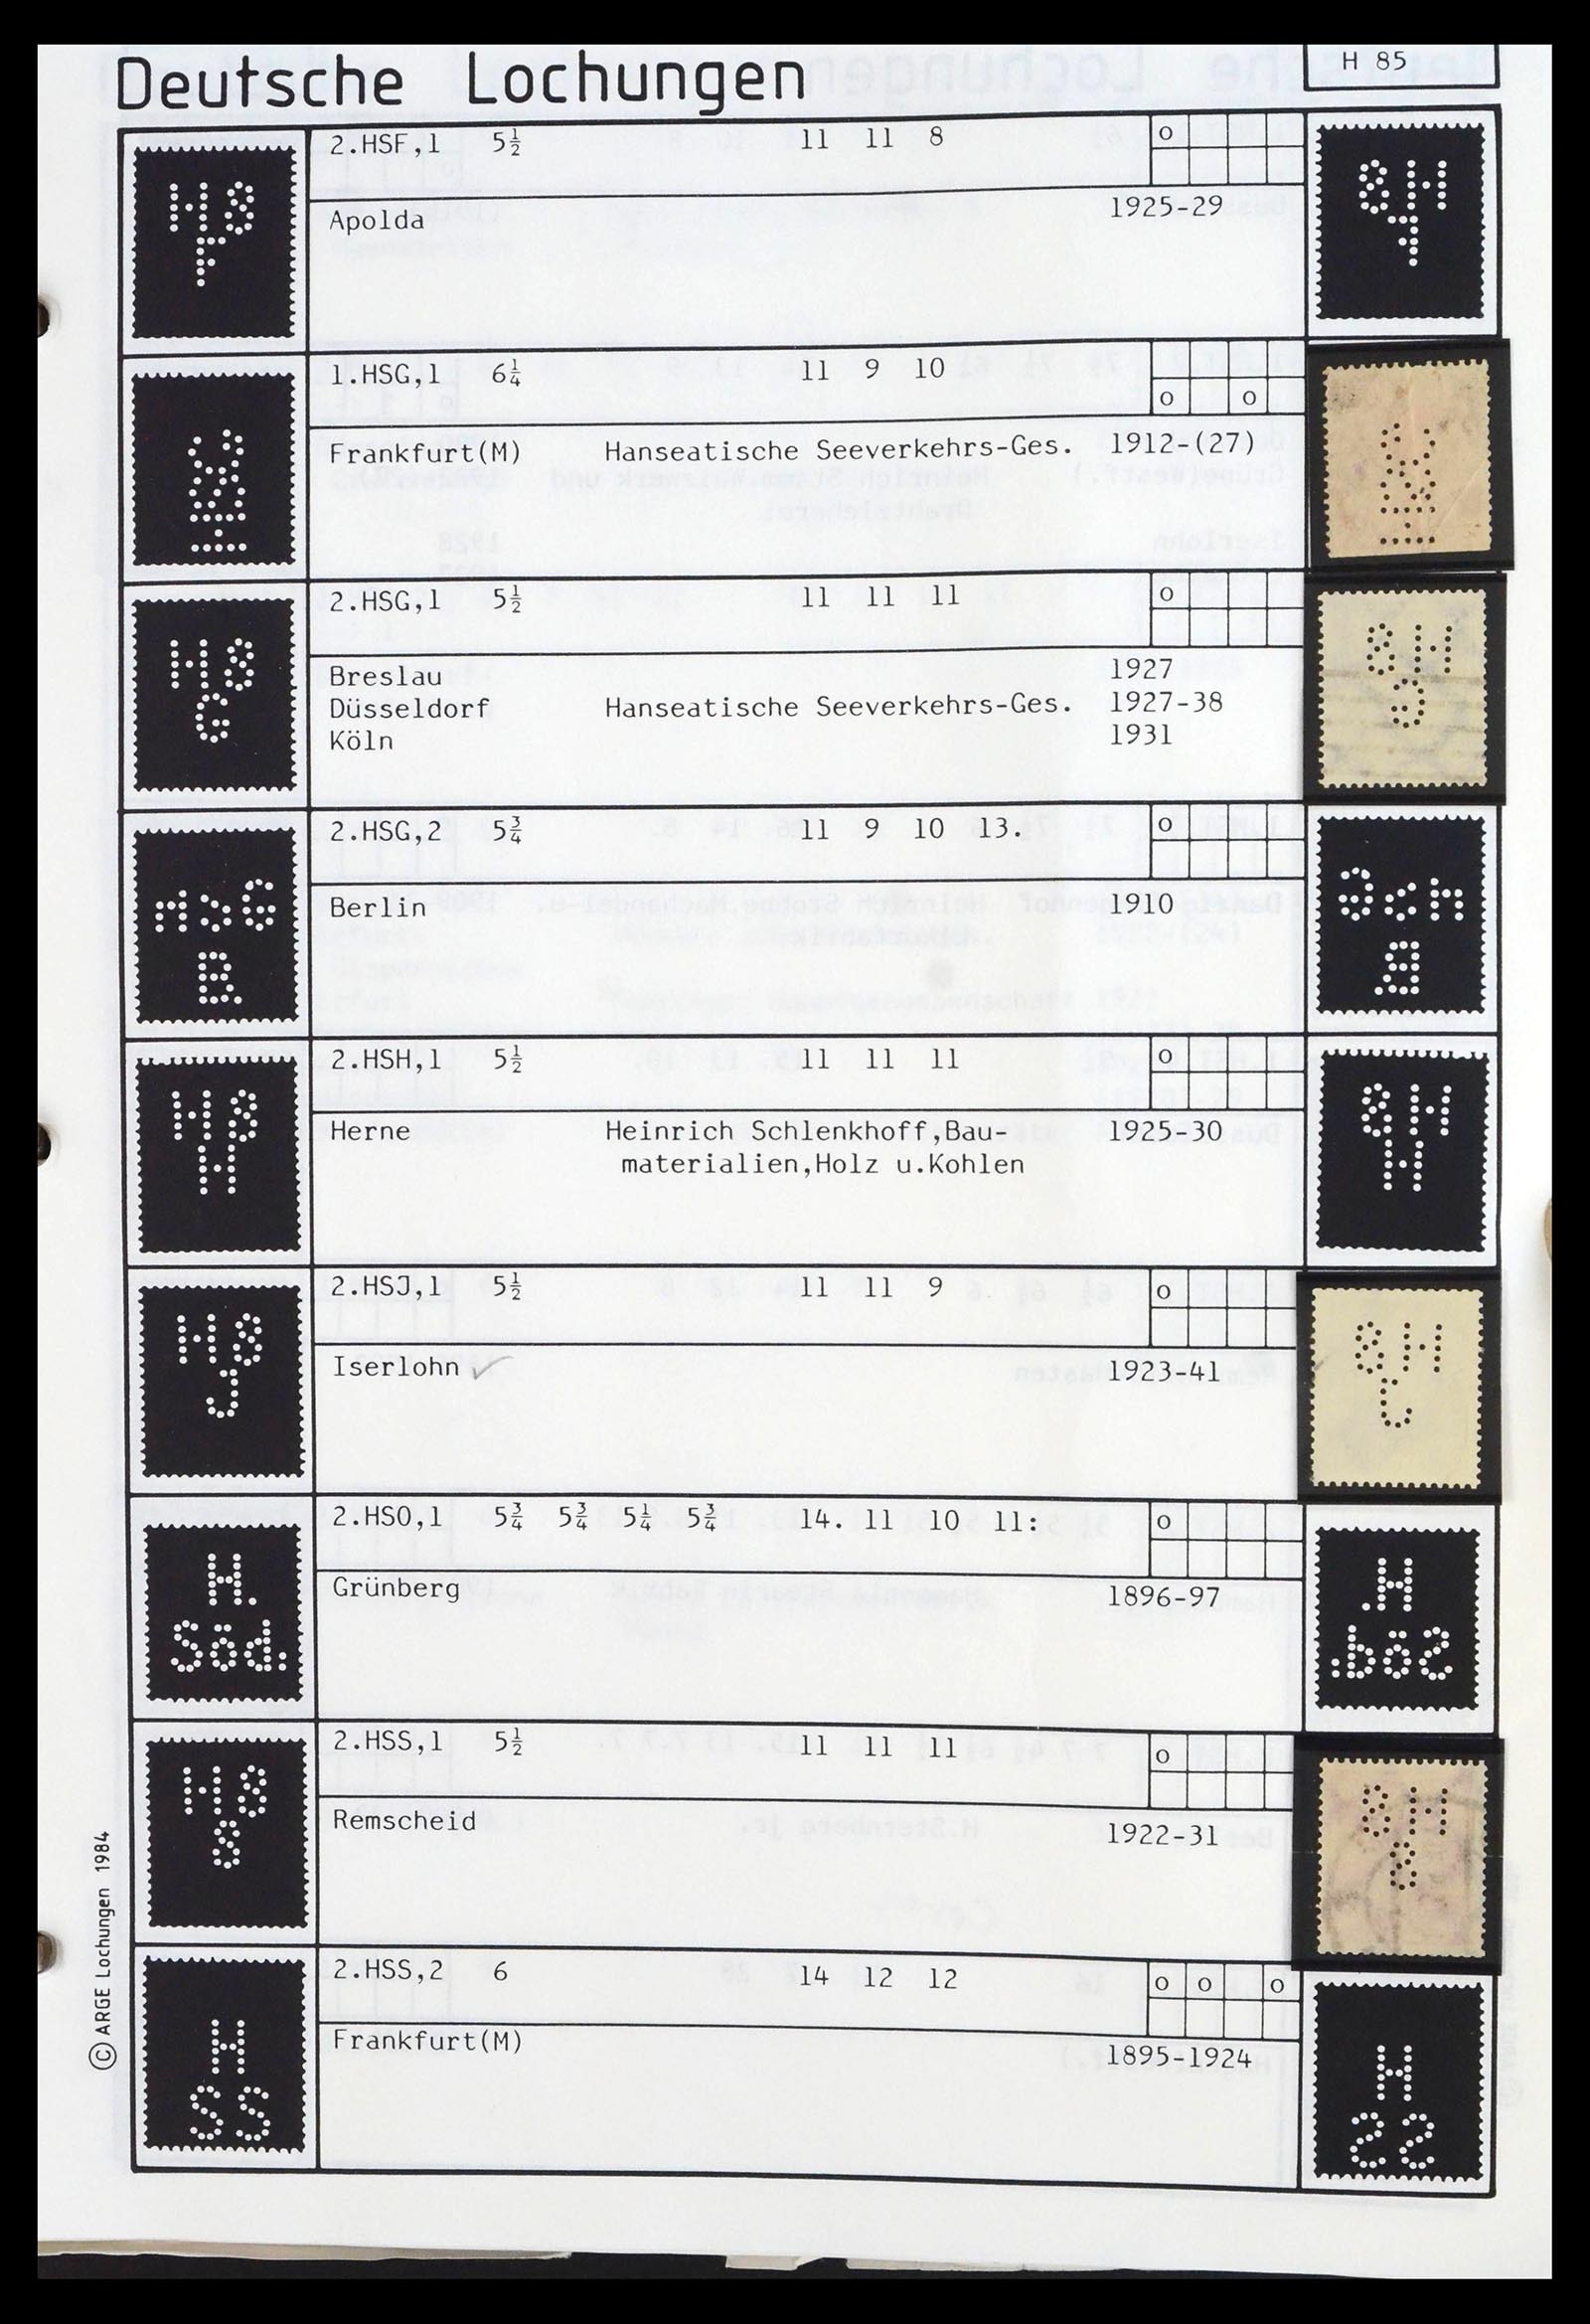 Deutsche Lochungen
H 85
2.HSF,1 5½ 11 11 8 o
Apolda 1925-29
1.HSG,1 6¼ 11 9 10 o o
Frankfurt(M) Hanseatische Seeverkehrs-Ges. 1912-(27)
2.HSG,1 5½ 11 11 11 o
Breslau 1927
Düsseldorf Hanseatische Seeverkehrs-Ges. 1927-38
Köln 1931
2.HSG,2 5¾ 11 9 10 13. o
Berlin 1910
2.HSH,1 5½ 11 11 11 o
Herne Heinrich Schlenkhoff,Bau- 1925-30
materialien,Holz u.Kohlen
2.HSJ,1 5½ 11 11 9 o
Iserlohn ✓ 1923-41
2.HSO,1 5¾ 5¾ 5¼ 5¾ 14. 11 10 11: o
Grünberg 1896-97
H.
Söd.
2.HSS,1 5½ 11 11 11 o
Remscheid 1922-31
2.HSS,2 6 14 12 12 o o o
Frankfurt(M) 1895-1924
H
SS
© ARGE Lochungen 1984